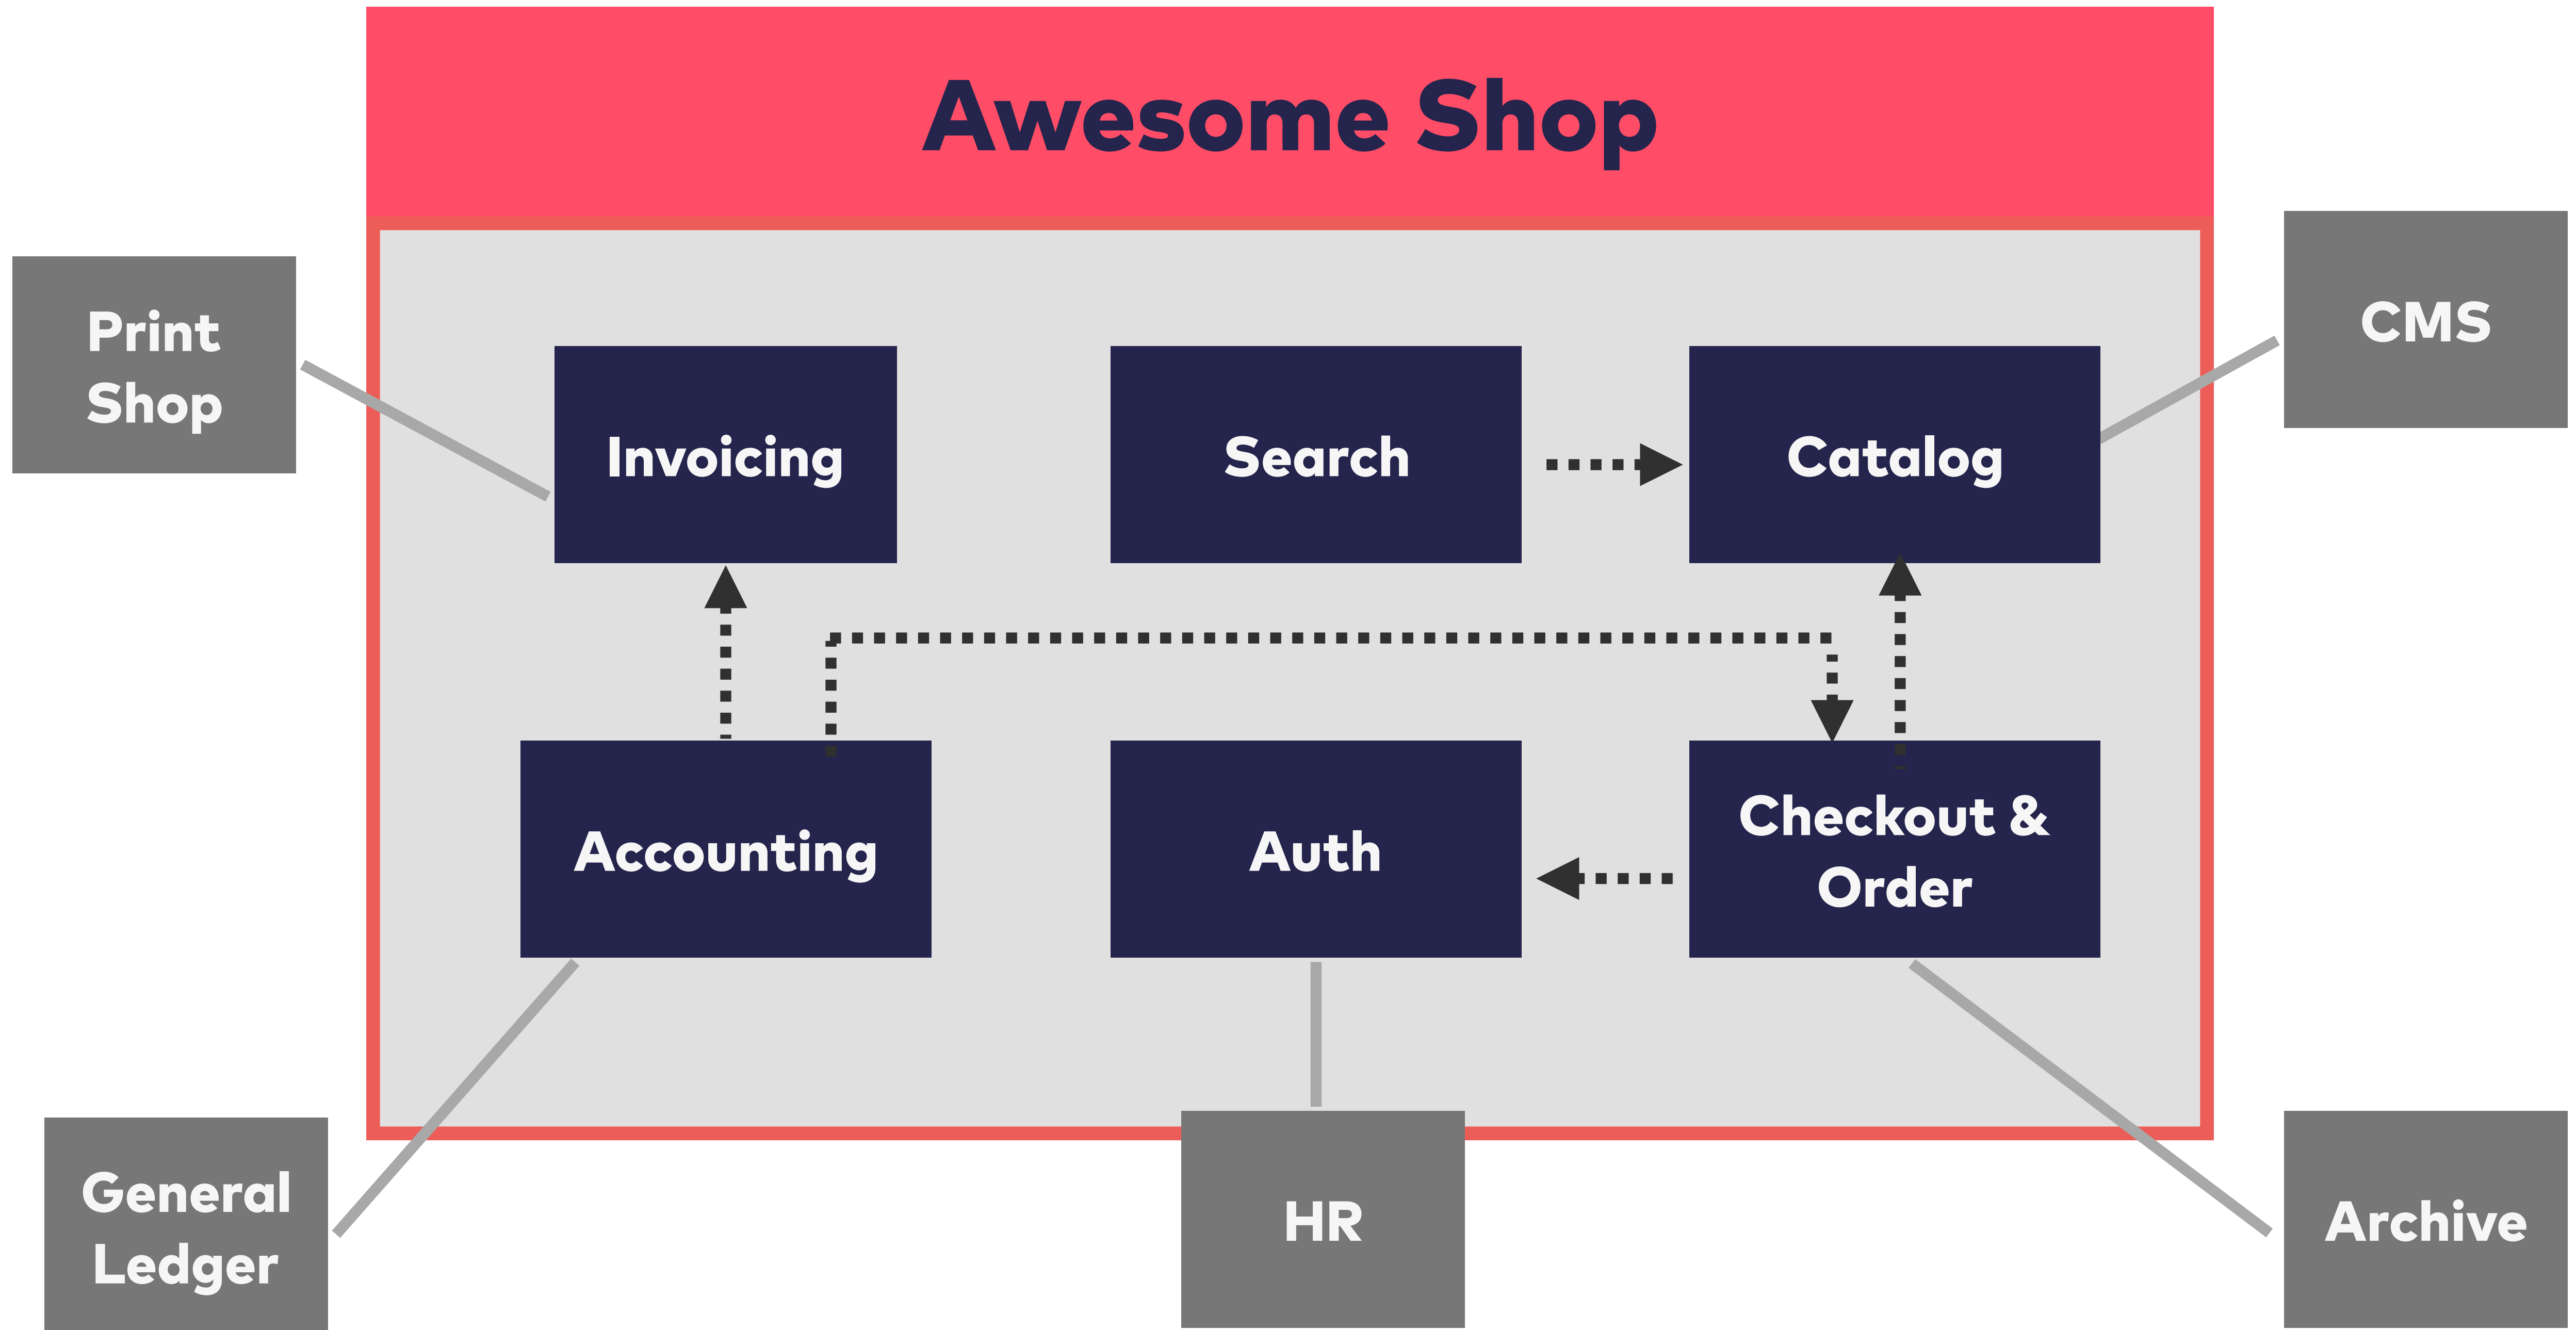 Awesome Shop
Print
Shop
CMS
Invoicing
Search
Catalog
Accounting
Auth
Checkout &
Order
General
Ledger
HR
Archive